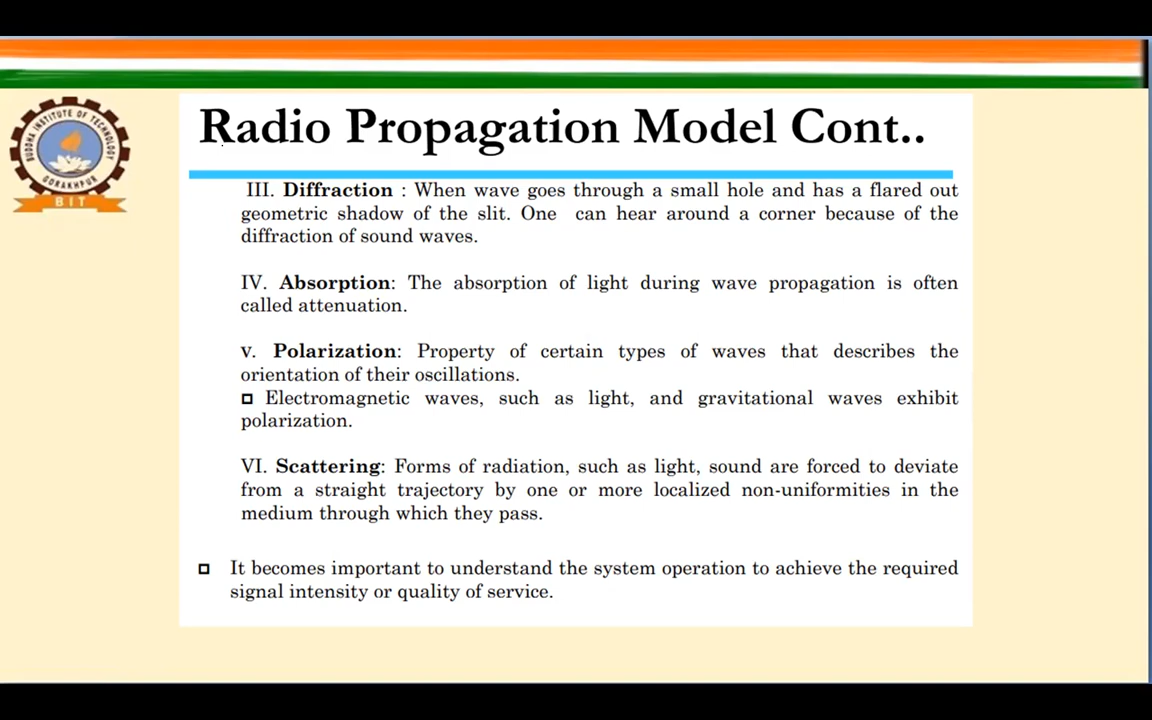 BUDDHA INSTITUTE OF TECHNOLOGY
GORAKHPUR
BIT
Radio Propagation Model Cont..
III. Diffraction : When wave goes through a small hole and has a flared out
geometric shadow of the slit. One can hear around a corner because of the
diffraction of sound waves.
IV. Absorption: The absorption of light during wave propagation is often
called attenuation.
v. Polarization: Property of certain types of waves that describes the
orientation of their oscillations.
Electromagnetic waves, such as light, and gravitational waves exhibit
polarization.
VI. Scattering: Forms of radiation, such as light, sound are forced to deviate
from a straight trajectory by one or more localized non-uniformities in the
medium through which they pass.
It becomes important to understand the system operation to achieve the required
signal intensity or quality of service.